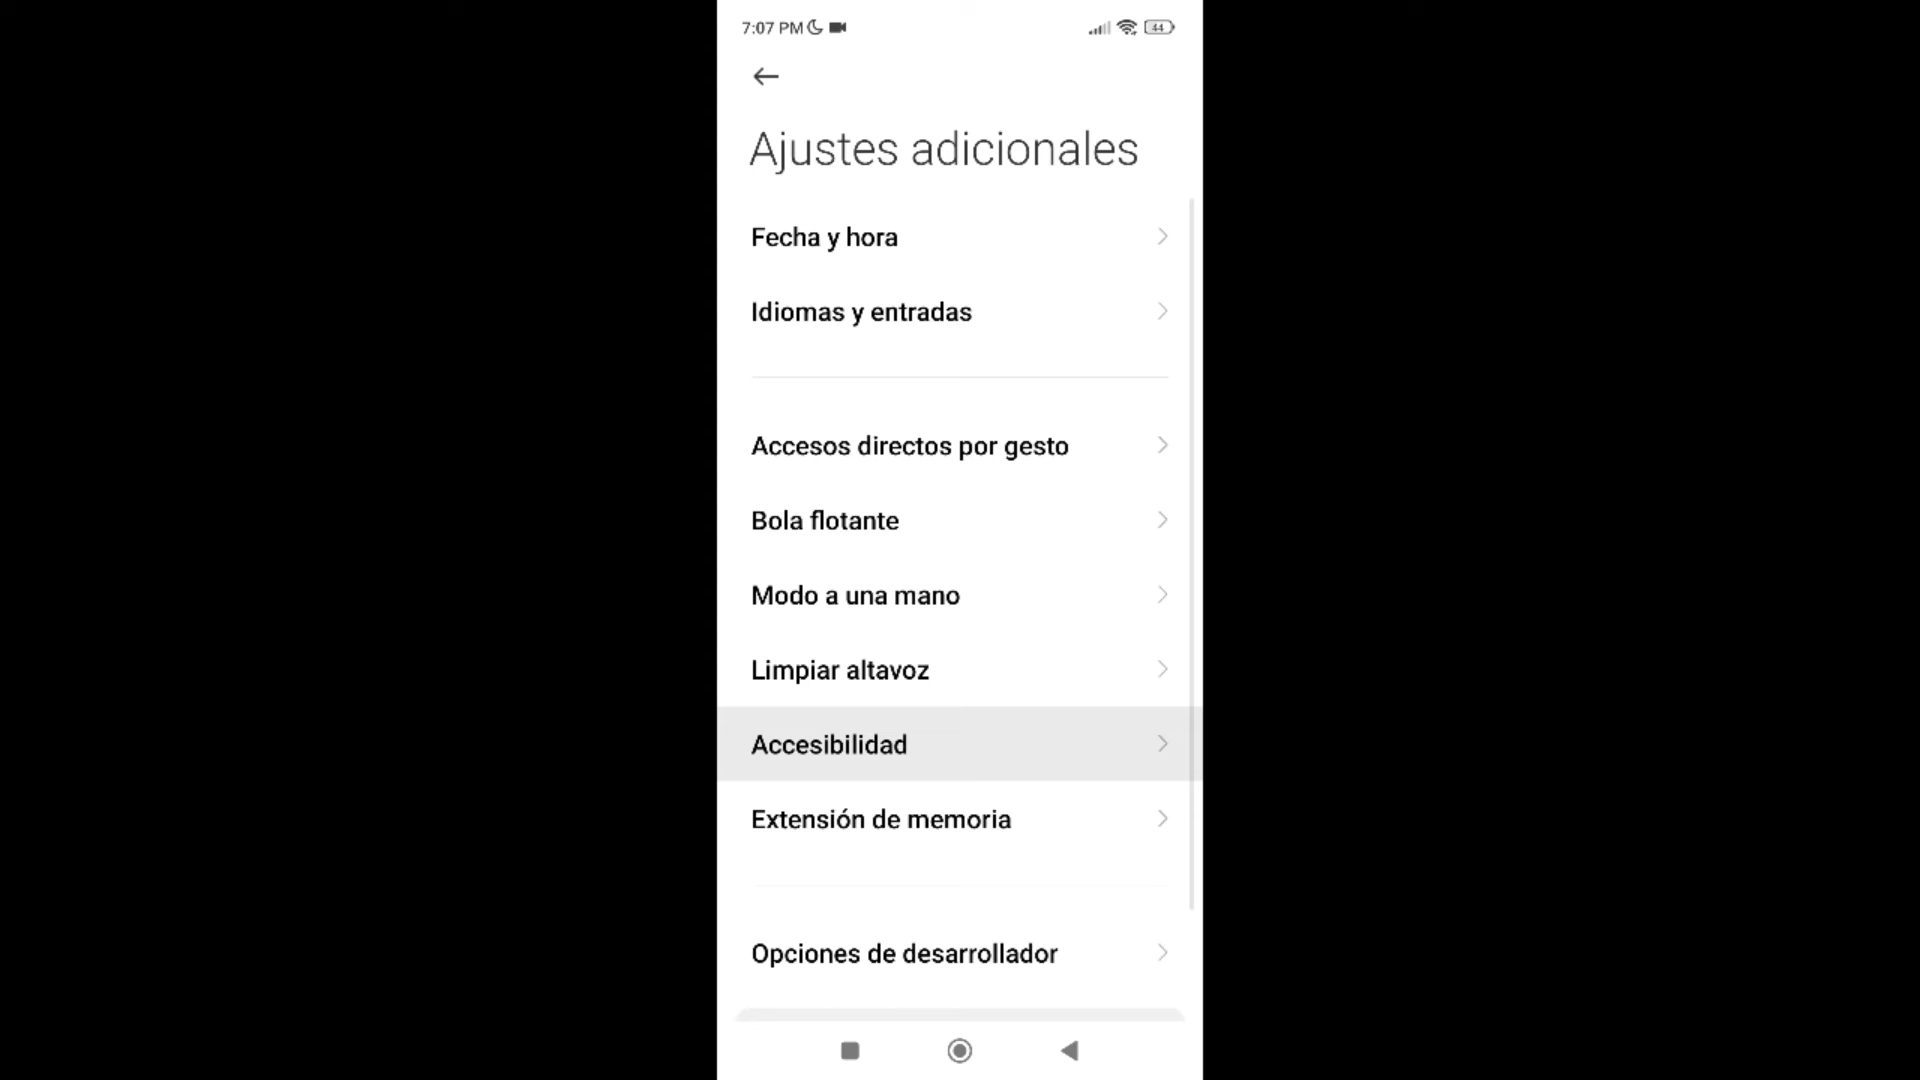 7:07 PM
44
Ajustes adicionales
Fecha y hora
Idiomas y entradas
Accesos directos por gesto
Bola flotante
Modo a una mano
Limpiar altavoz
Accesibilidad
Extensión de memoria
Opciones de desarrollador